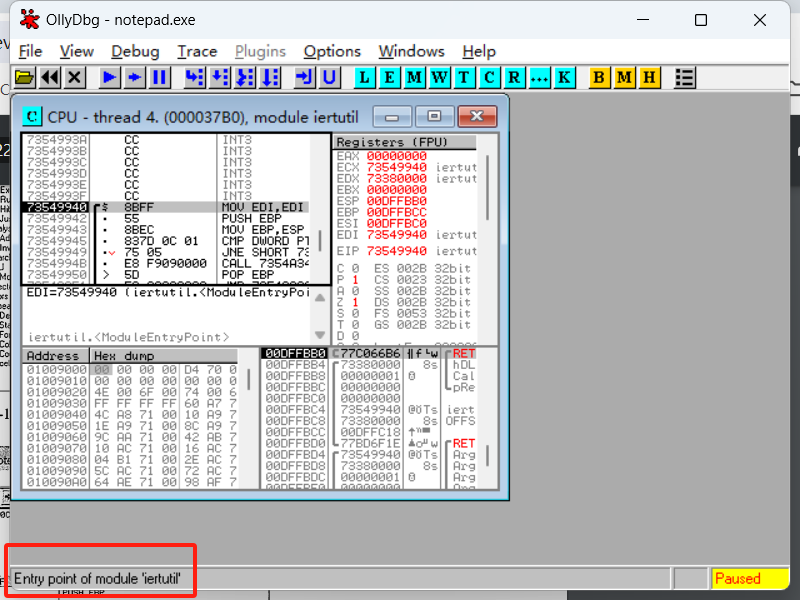 OllyDbg - notepad.exe
File View Debug Trace Plugins Options Windows Help
L E M W T C R ... K B M H
C CPU - thread 4. (000037B0), module iertutil
7354993A CC INT3
7354993B CC INT3
7354993C CC INT3
7354993D CC INT3
7354993E CC INT3
7354993F CC INT3
73549940 $ 8BFF MOV EDI,EDI
73549942 . 55 PUSH EBP
73549943 . 8BEC MOV EBP,ESP
73549945 . 837D 0C 01 CMP DWORD PT
73549949 . 75 05 JNE SHORT 73
7354994B . E8 F9090000 CALL 7354A34
73549950 > 5D POP EBP
EDI=73549940 (iertutil.<ModuleEntryPoi
iertutil.<ModuleEntryPoint>
Registers (FPU)
EAX 00000000
ECX 73549940 iertut
EDX 73380000 iertut
EBX 00000000
ESP 00DFFBB0
EBP 00DFFBCC
ESI 00DFFBC0
EDI 73549940 iertut
EIP 73549940 iertut
C 0 ES 002B 32bit
P 1 CS 0023 32bit
A 0 SS 002B 32bit
Z 1 DS 002B 32bit
S 0 FS 0053 32bit
T 0 GS 002B 32bit
D 0
Address Hex dump
01009000 00 00 00 00 D4 70 0
01009010 00 00 00 00 00 00 0
01009020 4E 00 6F 00 74 00 6
01009030 FF FF FF FF 60 A7 7
01009040 4C A8 71 00 10 A9 7
01009050 1E A9 71 00 8C A9 7
01009060 9C AA 71 00 42 AB 7
01009070 10 AC 71 00 16 AC 7
01009080 04 B1 71 00 2E AC 7
01009090 5C AC 71 00 72 AC 7
010090A0 64 AE 71 00 98 AF 7
00DFFBB0 77C066B6 RET
00DFFBB4 73380000 8s hDL
00DFFBB8 00000001 Cal
00DFFBBC 00000000 pRe
00DFFBC0 00000000
00DFFBC4 73549940 @ÖTs iert
00DFFBC8 73380000 8s OFFS
00DFFBCC 00DFFC18
00DFFBD0 77BD6F1E RET
00DFFBD4 73549940 @ÖTs Arg
00DFFBD8 73380000 8s Arg
00DFFBDC 00000001 Arg
Entry point of module 'iertutil'
Paused